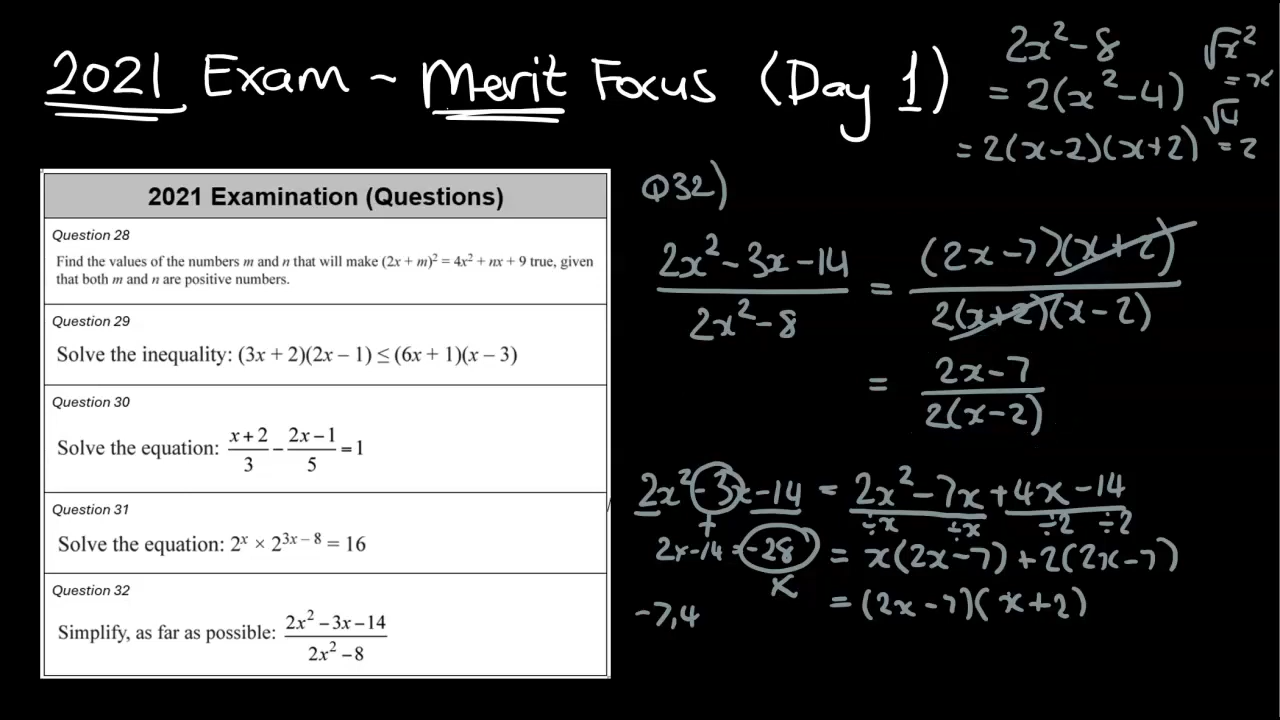 2021 Exam ~ Merit Focus (Day 1)
2x² - 8
= 2(x² - 4)
= 2(x - 2)(x + 2)
√x²
= x
√4
= 2
2021 Examination (Questions)
Question 28
Find the values of the numbers m and n that will make (2x + m)² = 4x² + nx + 9 true, given
that both m and n are positive numbers.
Question 29
Solve the inequality: (3x + 2)(2x – 1) ≤ (6x + 1)(x – 3)
Question 30
Solve the equation: (x + 2)/3 − (2x − 1)/5 = 1
Question 31
Solve the equation: 2ˣ × 2³ˣ⁻⁸ = 16
Question 32
Simplify, as far as possible: (2x² − 3x − 14)/(2x² − 8)
Q32)
(2x² - 3x - 14)/(2x² - 8) = (2x - 7)(x + 2)/2(x + 2)(x - 2)
= (2x - 7)/2(x - 2)
2x² - 3x - 14 = 2x² - 7x + 4x - 14
+ ÷x ÷x ÷2 ÷2
2x - 14 = -28 = x(2x - 7) + 2(2x - 7)
×
-7, 4 = (2x - 7)(x + 2)